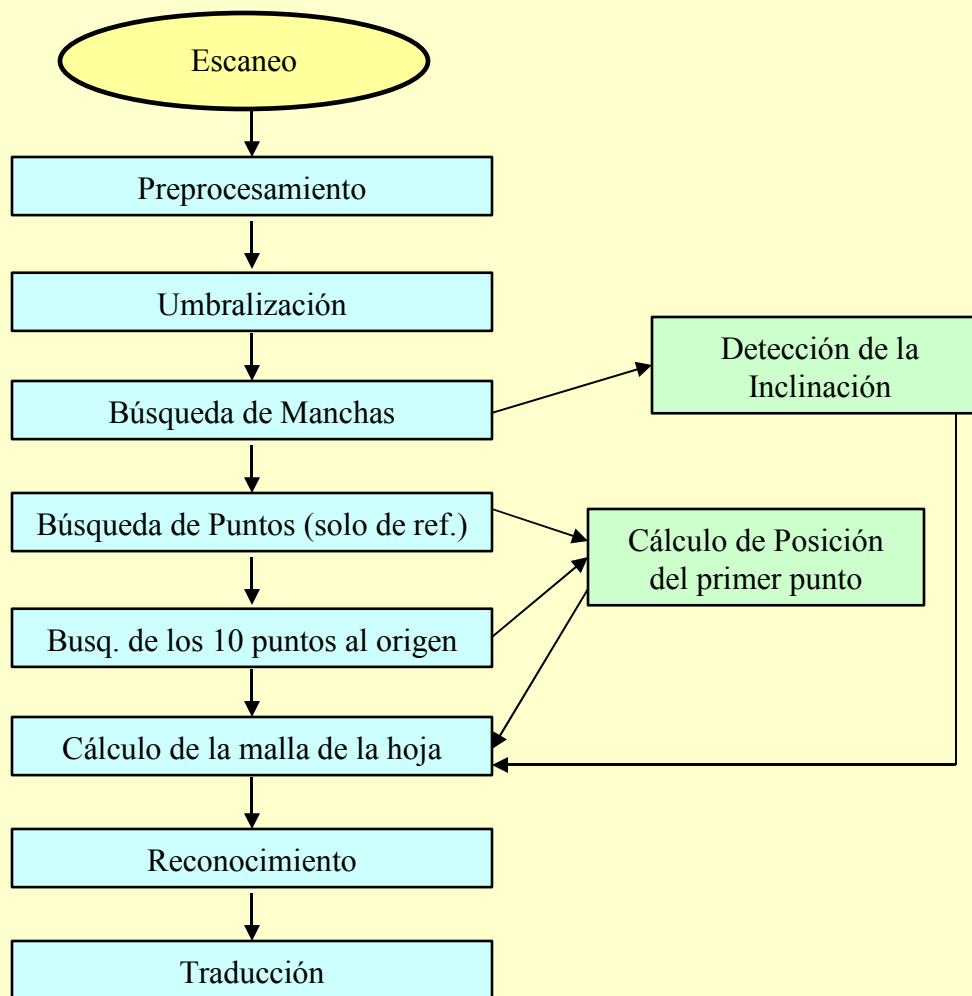 Escaneo
Preprocesamiento
Umbralización
Detección de la
Inclinación
Búsqueda de Manchas
Búsqueda de Puntos (solo de ref.)
Cálculo de Posición
del primer punto
Busq. de los 10 puntos al origen
Cálculo de la malla de la hoja
Reconocimiento
Traducción